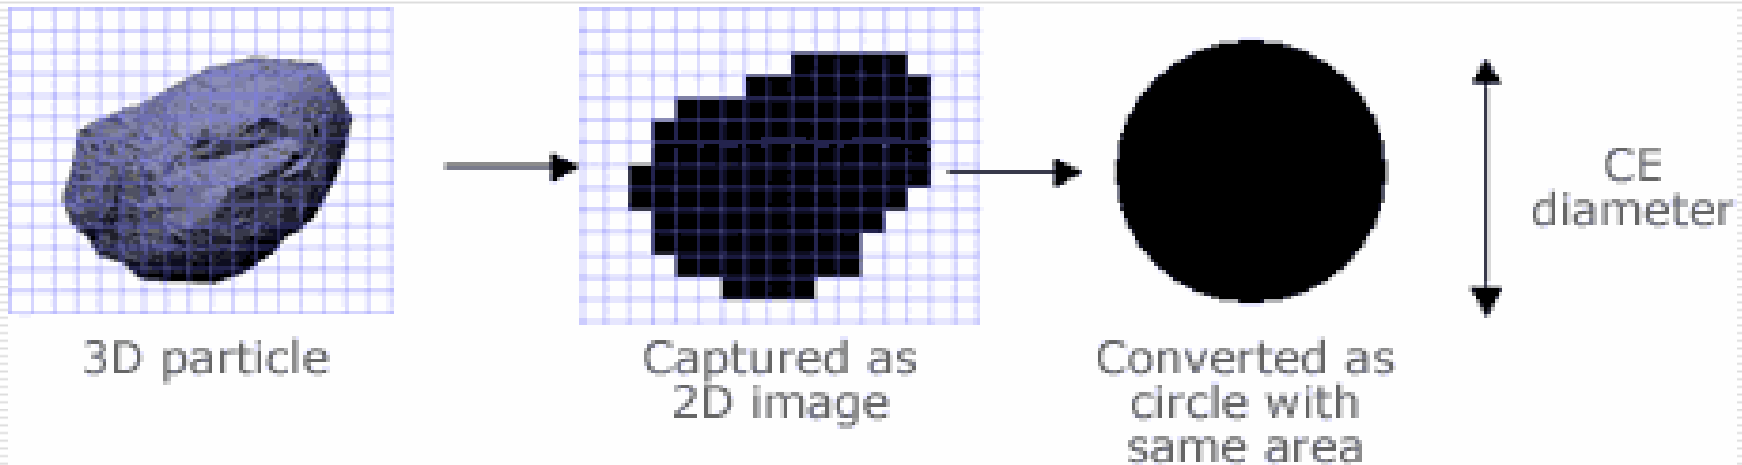 3D particle
Captured as
2D image
Converted as
circle with
same area
CE
diameter